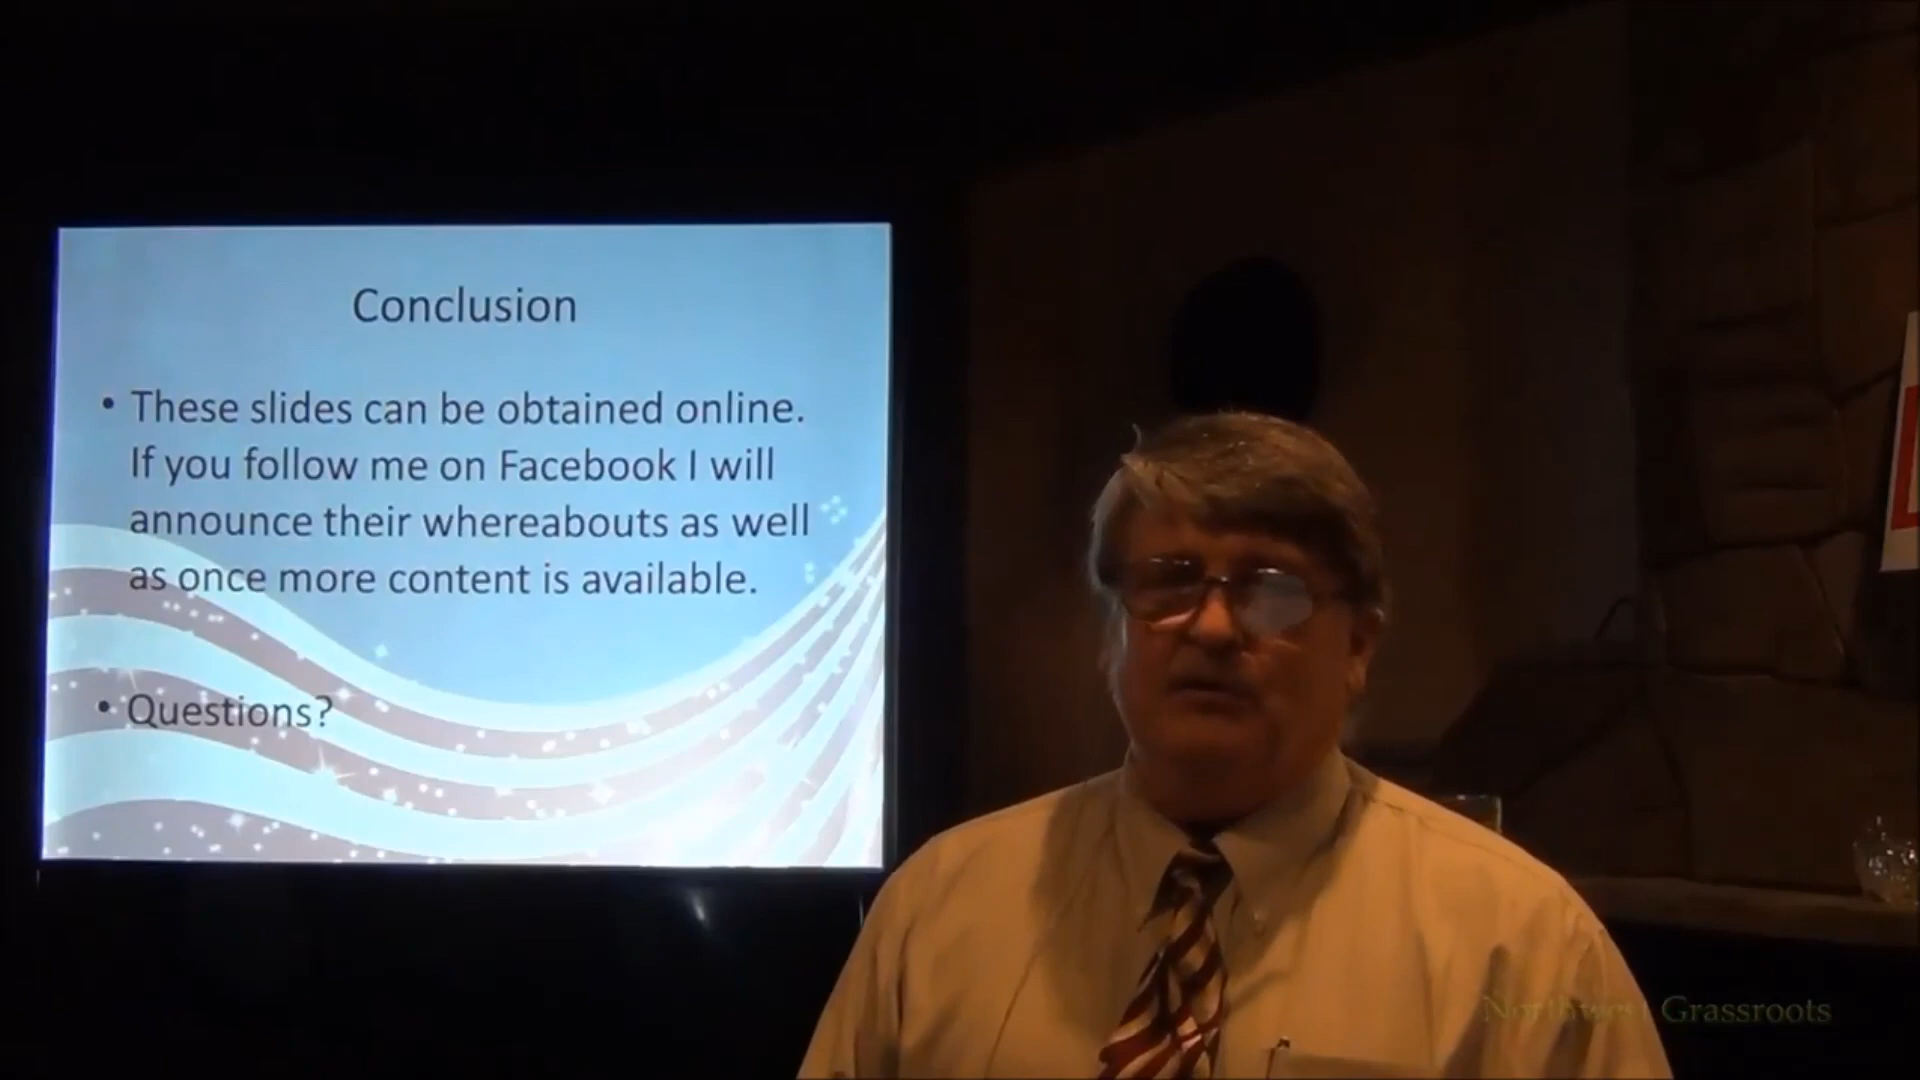 Conclusion
• These slides can be obtained online.
If you follow me on Facebook I will
announce their whereabouts as well
as once more content is available.
• Questions?
Northwest Grassroots